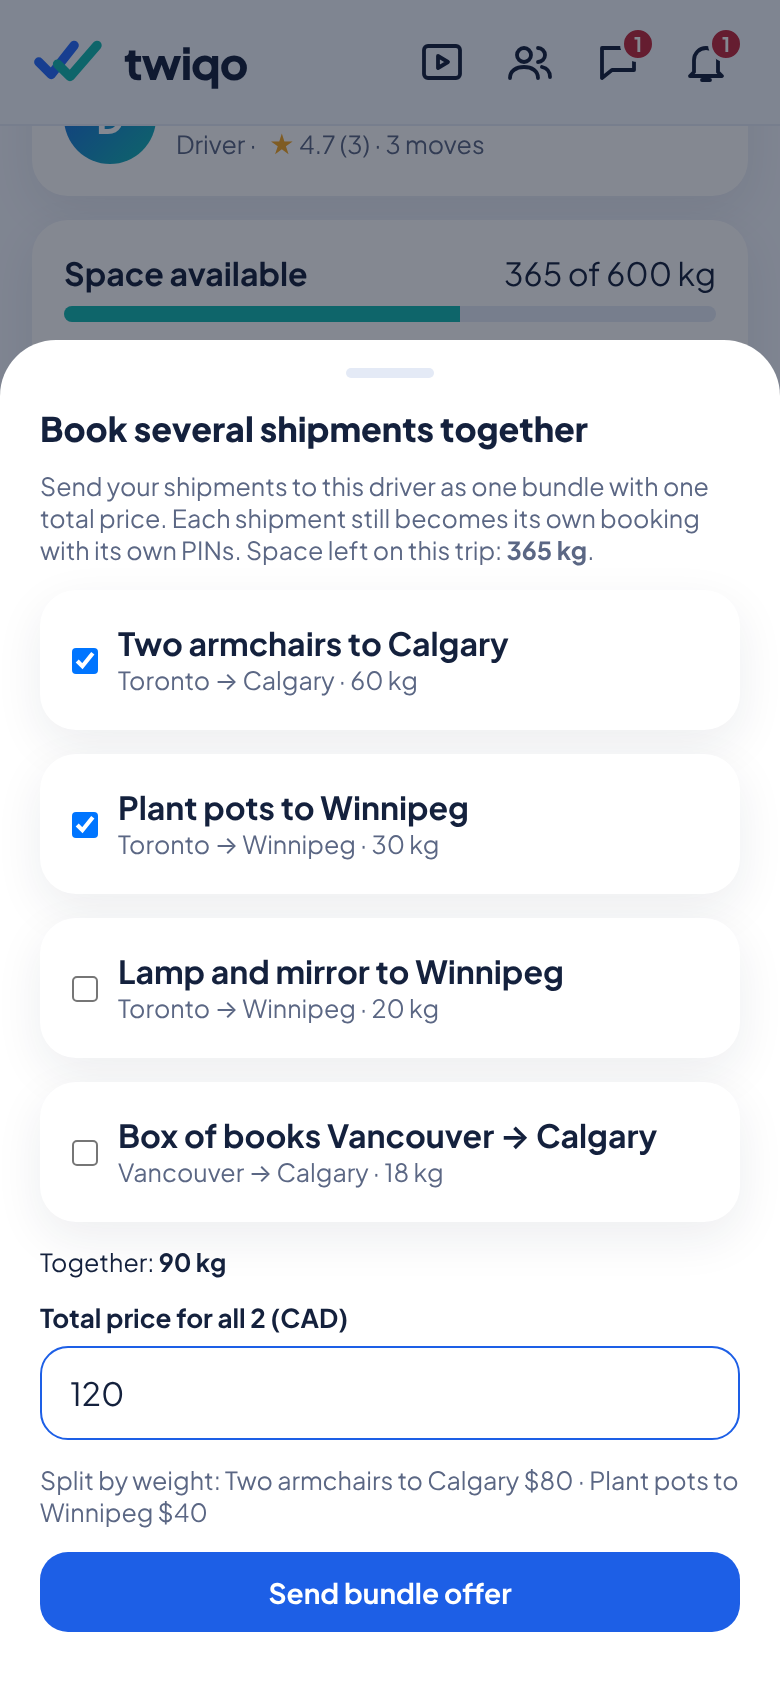 twiqo
1
1
D
Driver · ★ 4.7 (3) · 3 moves
Space available
365 of 600 kg
Book several shipments together
Send your shipments to this driver as one bundle with one
total price. Each shipment still becomes its own booking
with its own PINs. Space left on this trip: 365 kg.
Two armchairs to Calgary
Toronto → Calgary · 60 kg
Plant pots to Winnipeg
Toronto → Winnipeg · 30 kg
Lamp and mirror to Winnipeg
Toronto → Winnipeg · 20 kg
Box of books Vancouver → Calgary
Vancouver → Calgary · 18 kg
Together: 90 kg
Total price for all 2 (CAD)
120
Split by weight: Two armchairs to Calgary $80 · Plant pots to
Winnipeg $40
Send bundle offer